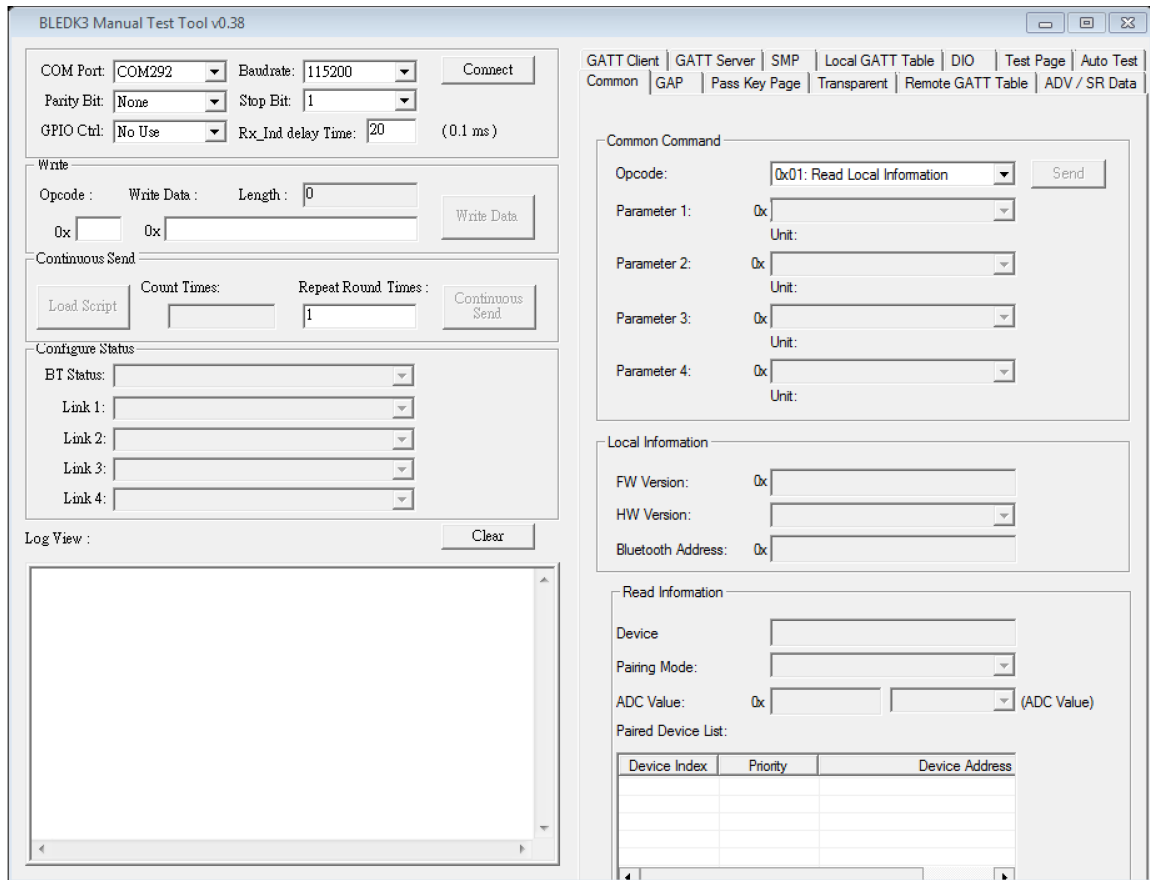 BLEDK3 Manual Test Tool v0.38
COM Port: COM292 Baudrate: 115200 Connect
Parity Bit: None Stop Bit: 1
GPIO Ctrl: No Use Rx_Ind delay Time: 20 (0.1 ms)
Write
Opcode : Write Data : Length : 0
0x 0x Write Data
Continuous Send
Load Script Count Times: Repeat Round Times : 1 Continuous Send
Configure Status
BT Status:
Link 1:
Link 2:
Link 3:
Link 4:
Log View : Clear
GATT Client GATT Server SMP Local GATT Table DIO Test Page Auto Test
Common GAP Pass Key Page Transparent Remote GATT Table ADV / SR Data
Common Command
Opcode: 0x01: Read Local Information Send
Parameter 1: 0x
Unit:
Parameter 2: 0x
Unit:
Parameter 3: 0x
Unit:
Parameter 4: 0x
Unit:
Local Information
FW Version: 0x
HW Version:
Bluetooth Address: 0x
Read Information
Device
Pairing Mode:
ADC Value: 0x (ADC Value)
Paired Device List:
Device Index Priority Device Address